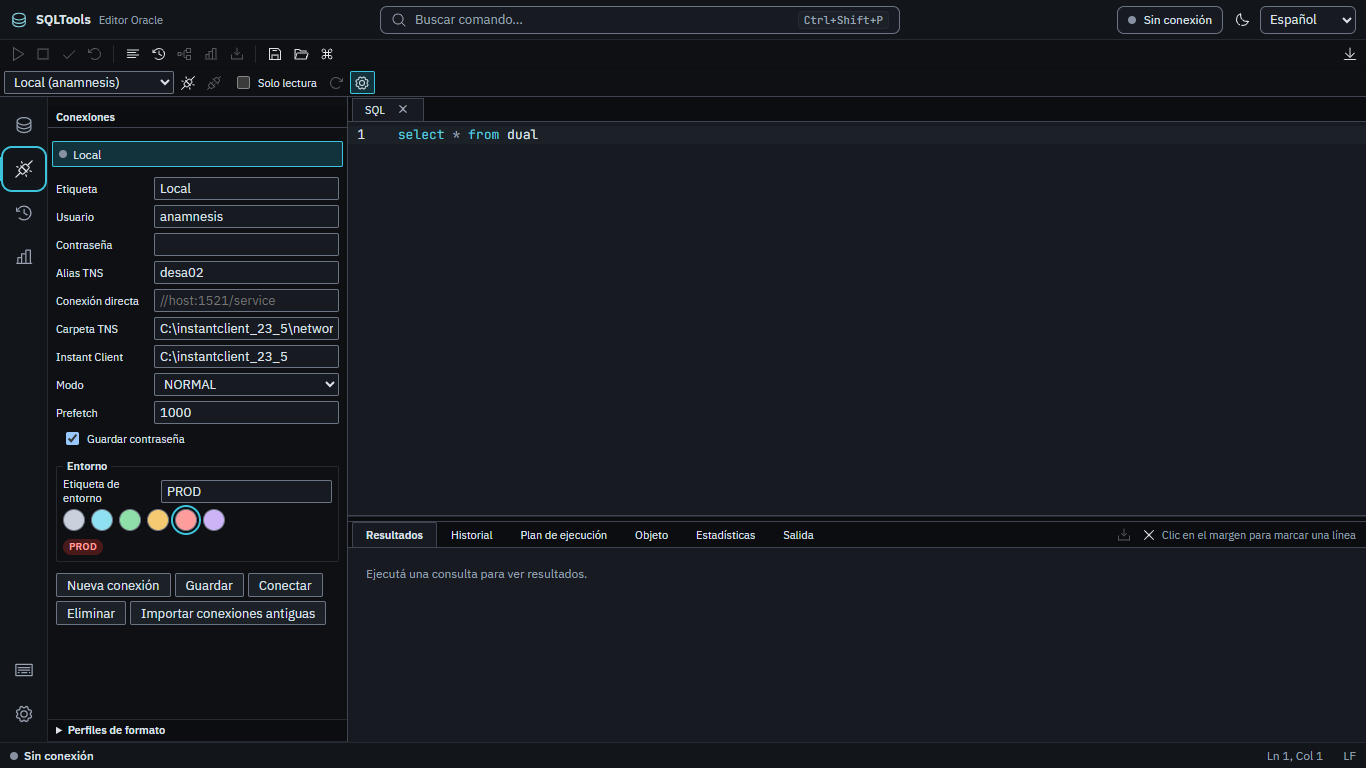 SQLTools Editor Oracle
Buscar comando... Ctrl+Shift+P
Sin conexión
Español
Local (anamnesis)
Solo lectura
Conexiones
Local
Etiqueta Local
Usuario anamnesis
Contraseña
Alias TNS desa02
Conexión directa //host:1521/service
Carpeta TNS C:\instantclient_23_5\networ
Instant Client C:\instantclient_23_5
Modo NORMAL
Prefetch 1000
Guardar contraseña
Entorno
Etiqueta de
entorno
PROD
PROD
Nueva conexión Guardar Conectar
Eliminar Importar conexiones antiguas
Perfiles de formato
SQL
1 select * from dual
Resultados Historial Plan de ejecución Objeto Estadísticas Salida Clic en el margen para marcar una línea
Ejecutá una consulta para ver resultados.
Sin conexión
Ln 1, Col 1 LF